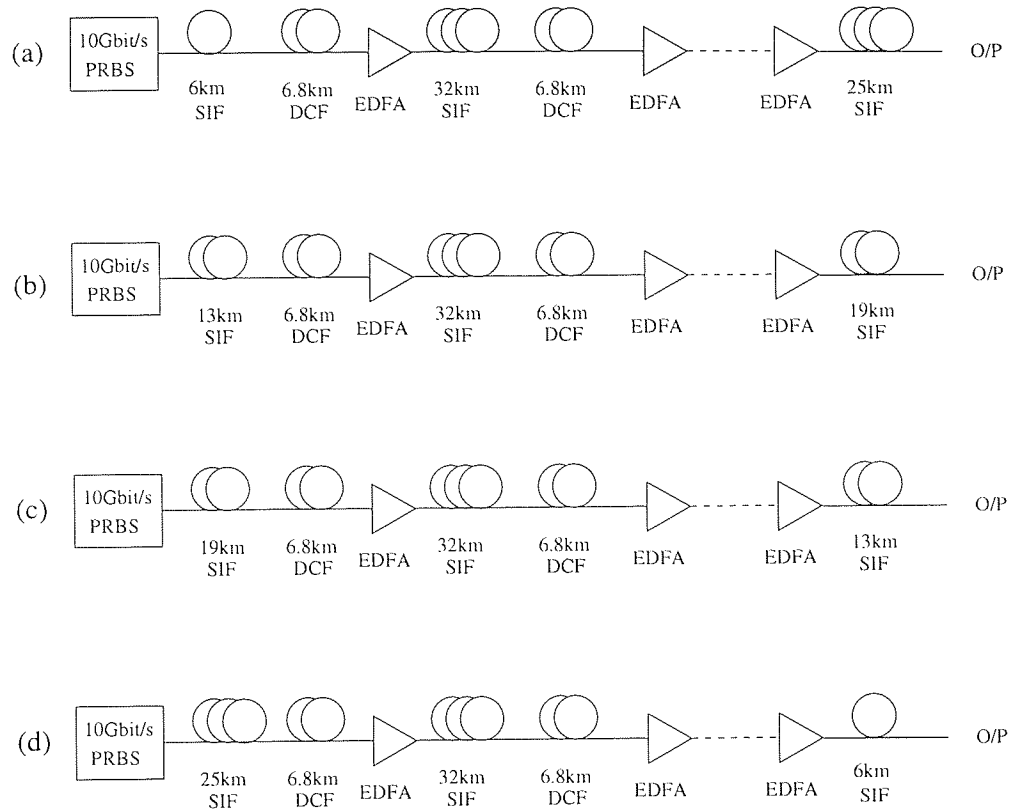 (a)
10Gbit/s
PRBS
6km
SIF
6.8km
DCF
EDFA
32km
SIF
6.8km
DCF
EDFA
EDFA
25km
SIF
O/P
(b)
10Gbit/s
PRBS
13km
SIF
6.8km
DCF
EDFA
32km
SIF
6.8km
DCF
EDFA
EDFA
19km
SIF
O/P
(c)
10Gbit/s
PRBS
19km
SIF
6.8km
DCF
EDFA
32km
SIF
6.8km
DCF
EDFA
EDFA
13km
SIF
O/P
(d)
10Gbit/s
PRBS
25km
SIF
6.8km
DCF
EDFA
32km
SIF
6.8km
DCF
EDFA
EDFA
6km
SIF
O/P